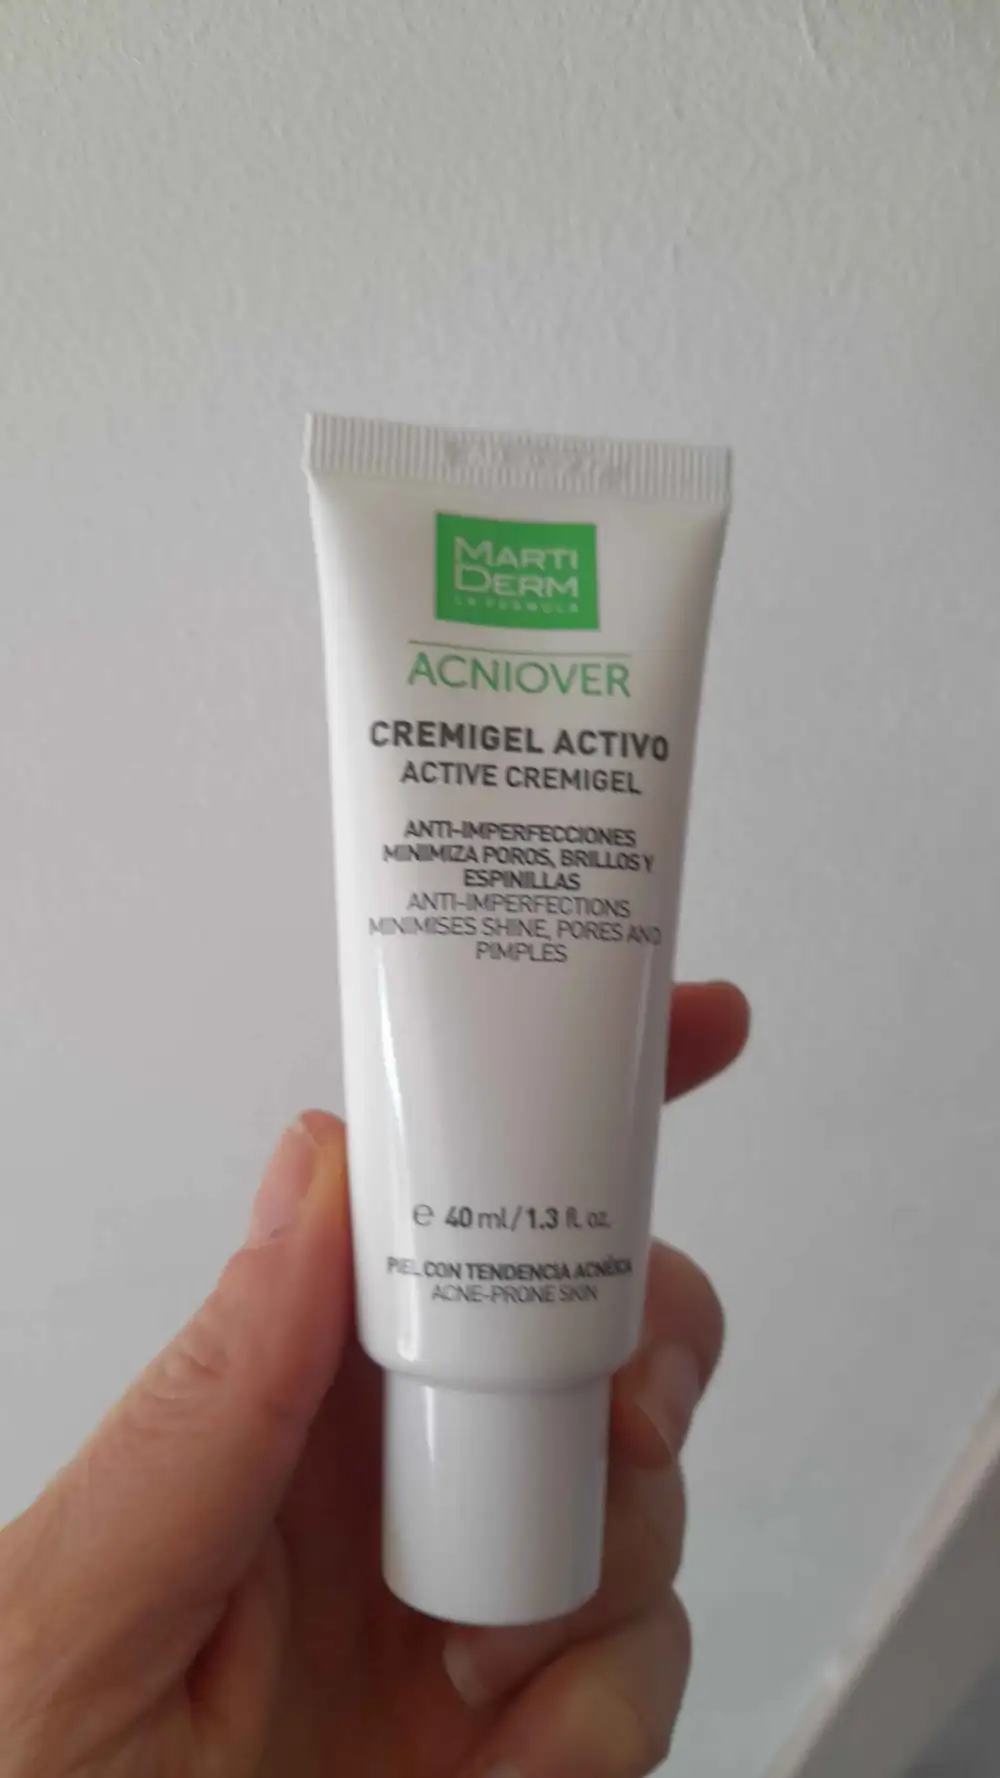 MARTI
DERM
LA FORMULA
ACNIOVER
CREMIGEL ACTIVO
ACTIVE CREMIGEL
ANTI-IMPERFECCIONES
MINIMIZA POROS, BRILLOS Y
ESPINILLAS
ANTI-IMPERFECTIONS
MINIMISES SHINE, PORES AND
PIMPLES
℮ 40 ml/1.3 fl. oz.
PIEL CON TENDENCIA ACNÉICA
ACNE-PRONE SKIN